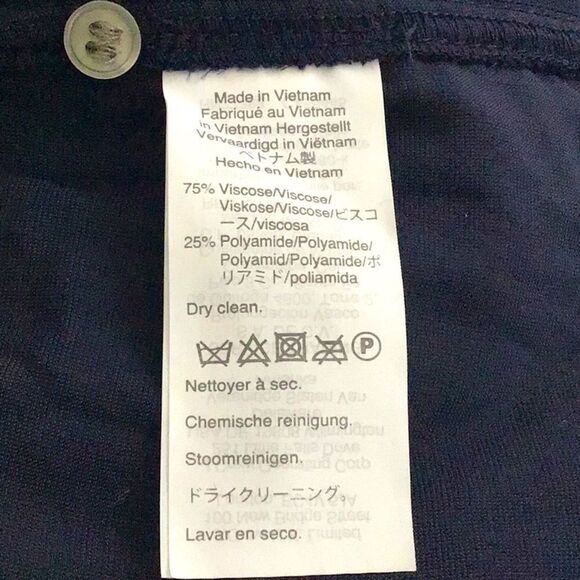 Made in Vietnam
Fabriqué au Vietnam
in Vietnam Hergestellt
Vervaardigd in Viëtnam
ベトナム製
Hecho en Vietnam
75% Viscose/Viscose/
Viskose/Viscose/ビスコ
ース/viscosa
25% Polyamide/Polyamide/
Polyamid/Polyamide/ポ
リアミド/poliamida
Dry clean.
P
Nettoyer à sec.
Chemische reinigung.
Stoomreinigen.
ドライクリーニング。
Lavar en seco.